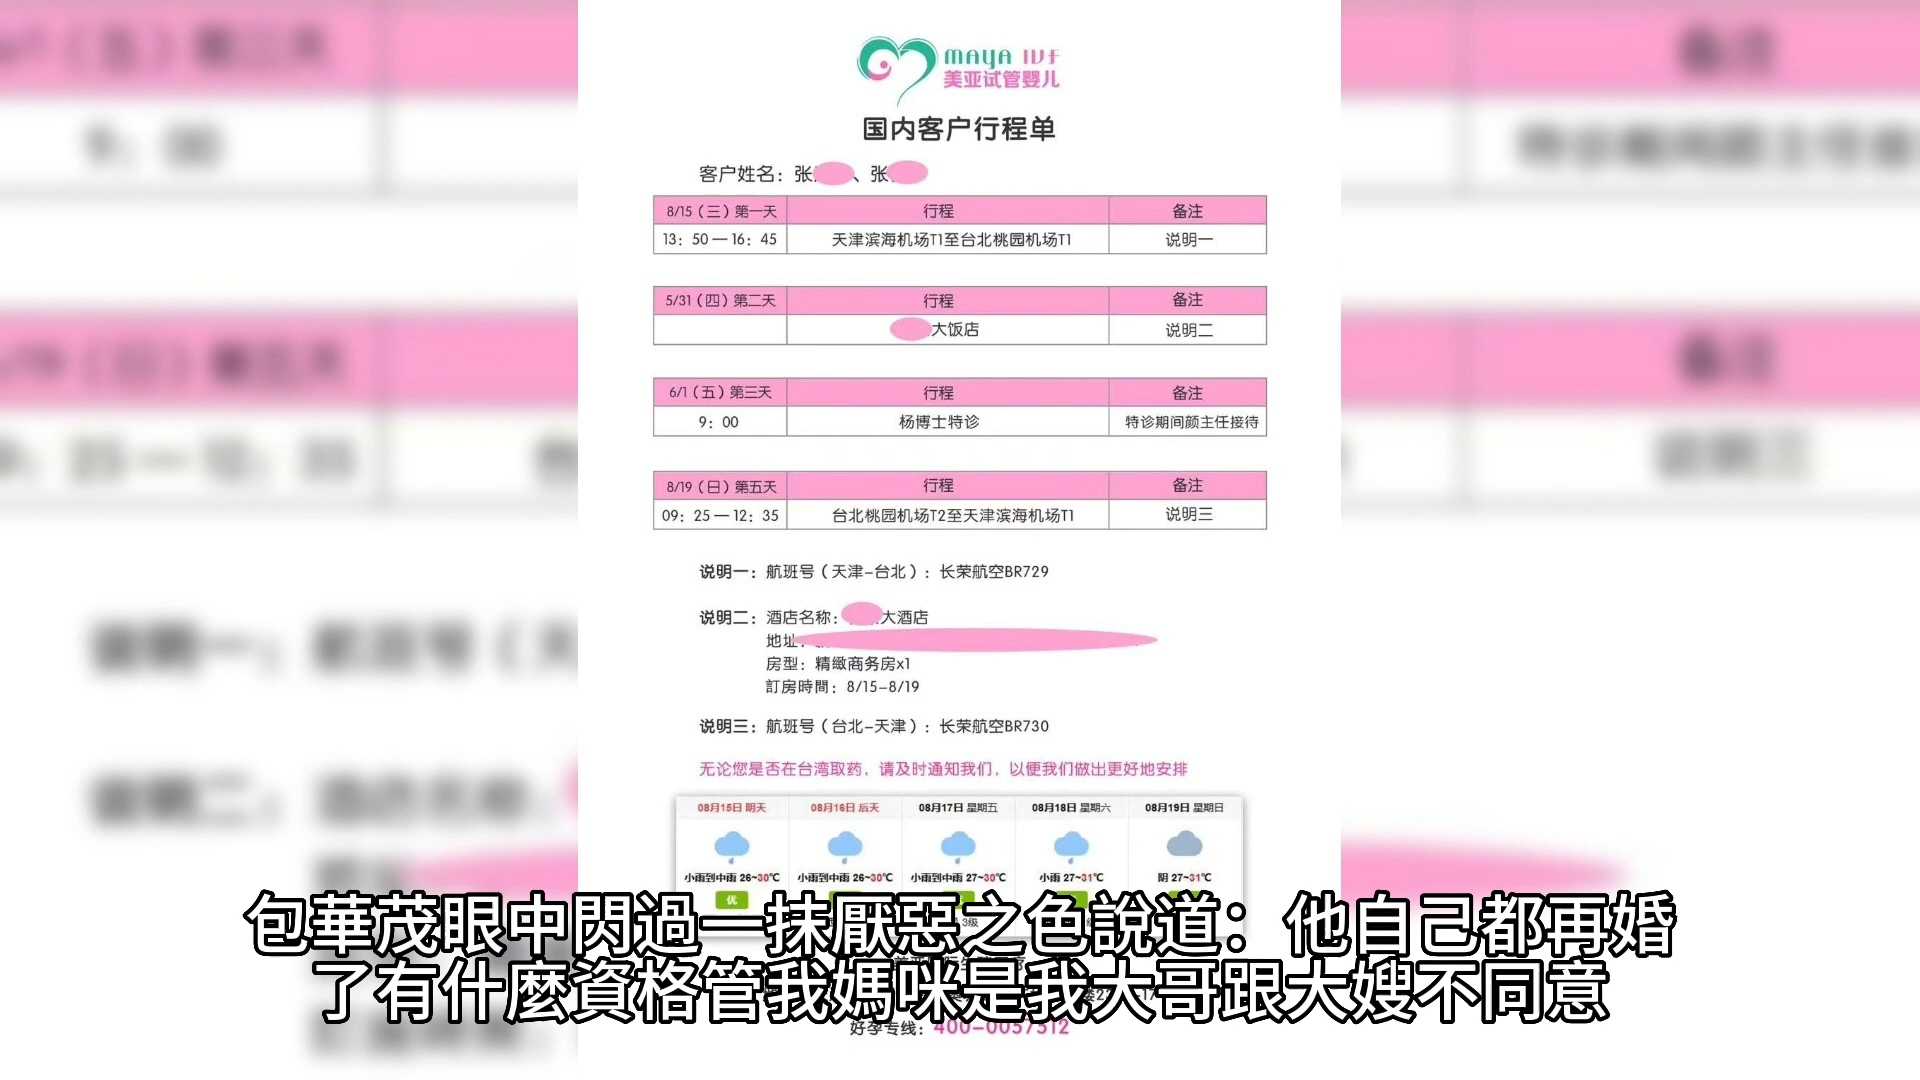 maya IVF
美亚试管婴儿
国内客户行程单
客户姓名：张、张
8/15（三）第一天 行程 备注
13：50—16：45 天津滨海机场T1至台北桃园机场T1 说明一
5/31（四）第二天 行程 备注
大饭店 说明二
6/1（五）第三天 行程 备注
9：00 杨博士特诊 特诊期间颜主任接待
8/19（日）第五天 行程 备注
09：25—12：35 台北桃园机场T2至天津滨海机场T1 说明三
说明一：航班号（天津-台北）：长荣航空BR729
说明二：酒店名称：大酒店
地址
房型：精緻商务房x1
訂房時間：8/15-8/19
说明三：航班号（台北-天津）：长荣航空BR730
无论您是否在台湾取药，请及时通知我们，以便我们做出更好地安排
08月15日 明天 08月16日 后天 08月17日 星期五 08月18日 星期六 08月19日 星期日
小雨到中雨 26~30℃ 小雨到中雨 26~30℃ 小雨到中雨 27~30℃ 小雨 27~31℃ 阴 27~31℃
优
包華茂眼中閃過一抹厭惡之色說道：他自己都再婚
了有什麼資格管我媽咪是我大哥跟大嫂不同意
好孕专线：400-0057512